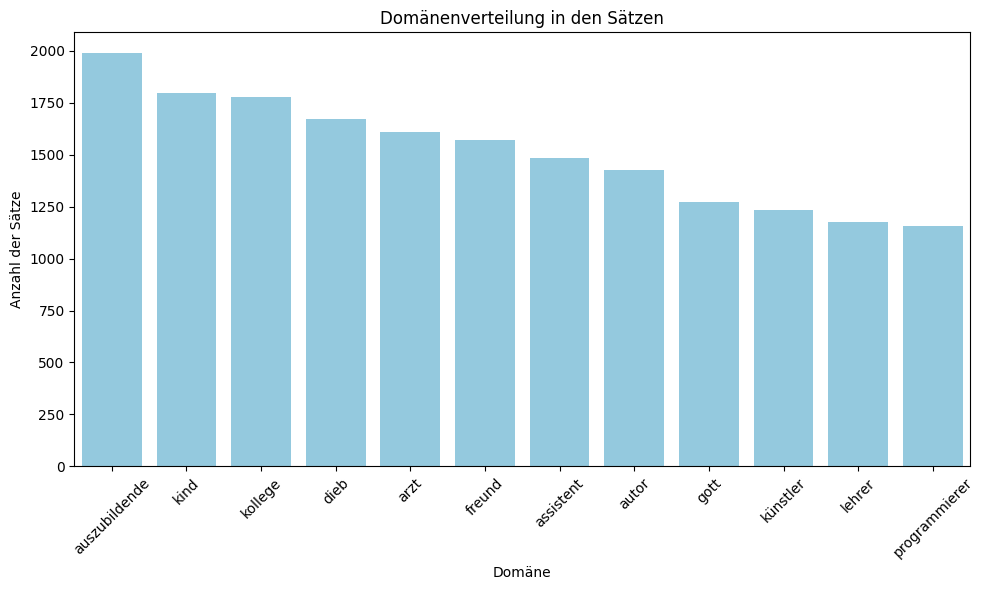 Domänenverteilung in den Sätzen
Anzahl der Sätze
2000
1750
1500
1250
1000
750
500
250
0
auszubildende
kind
kollege
dieb
arzt
freund
assistent
autor
gott
künstler
lehrer
programmierer
Domäne